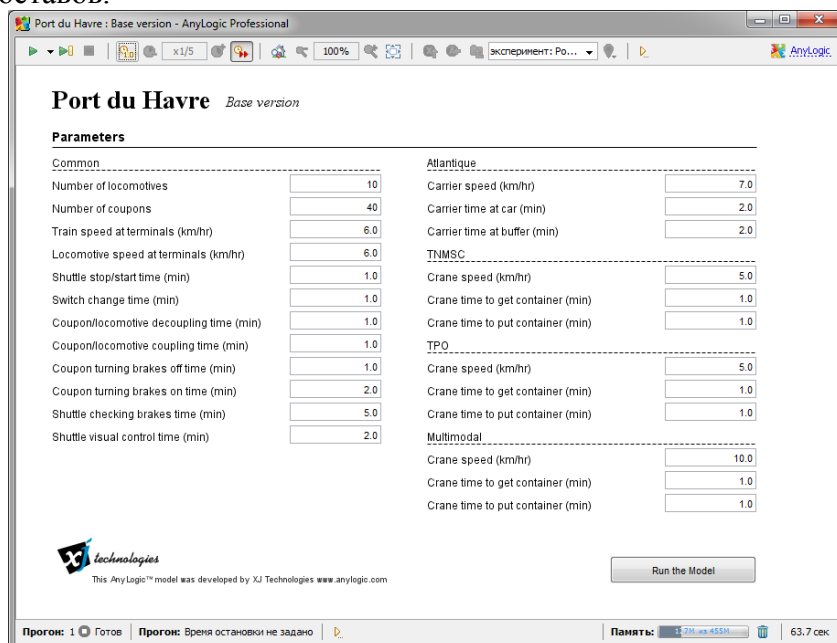 оставов.
Port du Havre : Base version - AnyLogic Professional
x1/5 100% эксперимент: Po... AnyLogic
Port du Havre Base version
Parameters
Common
Number of locomotives 10
Number of coupons 40
Train speed at terminals (km/hr) 6.0
Locomotive speed at terminals (km/hr) 6.0
Shuttle stop/start time (min) 1.0
Switch change time (min) 1.0
Coupon/locomotive decoupling time (min) 1.0
Coupon/locomotive coupling time (min) 1.0
Coupon turning brakes off time (min) 1.0
Coupon turning brakes on time (min) 2.0
Shuttle checking brakes time (min) 5.0
Shuttle visual control time (min) 2.0
Atlantique
Carrier speed (km/hr) 7.0
Carrier time at car (min) 2.0
Carrier time at buffer (min) 2.0
TNMSC
Crane speed (km/hr) 5.0
Crane time to get container (min) 1.0
Crane time to put container (min) 1.0
TPO
Crane speed (km/hr) 5.0
Crane time to get container (min) 1.0
Crane time to put container (min) 1.0
Multimodal
Crane speed (km/hr) 10.0
Crane time to get container (min) 1.0
Crane time to put container (min) 1.0
XJ technologies
This AnyLogic™ model was developed by XJ Technologies www.anylogic.com
Run the Model
Прогон: 1 Готов Прогон: Время остановки не задано Память: из 455M 63.7 сек